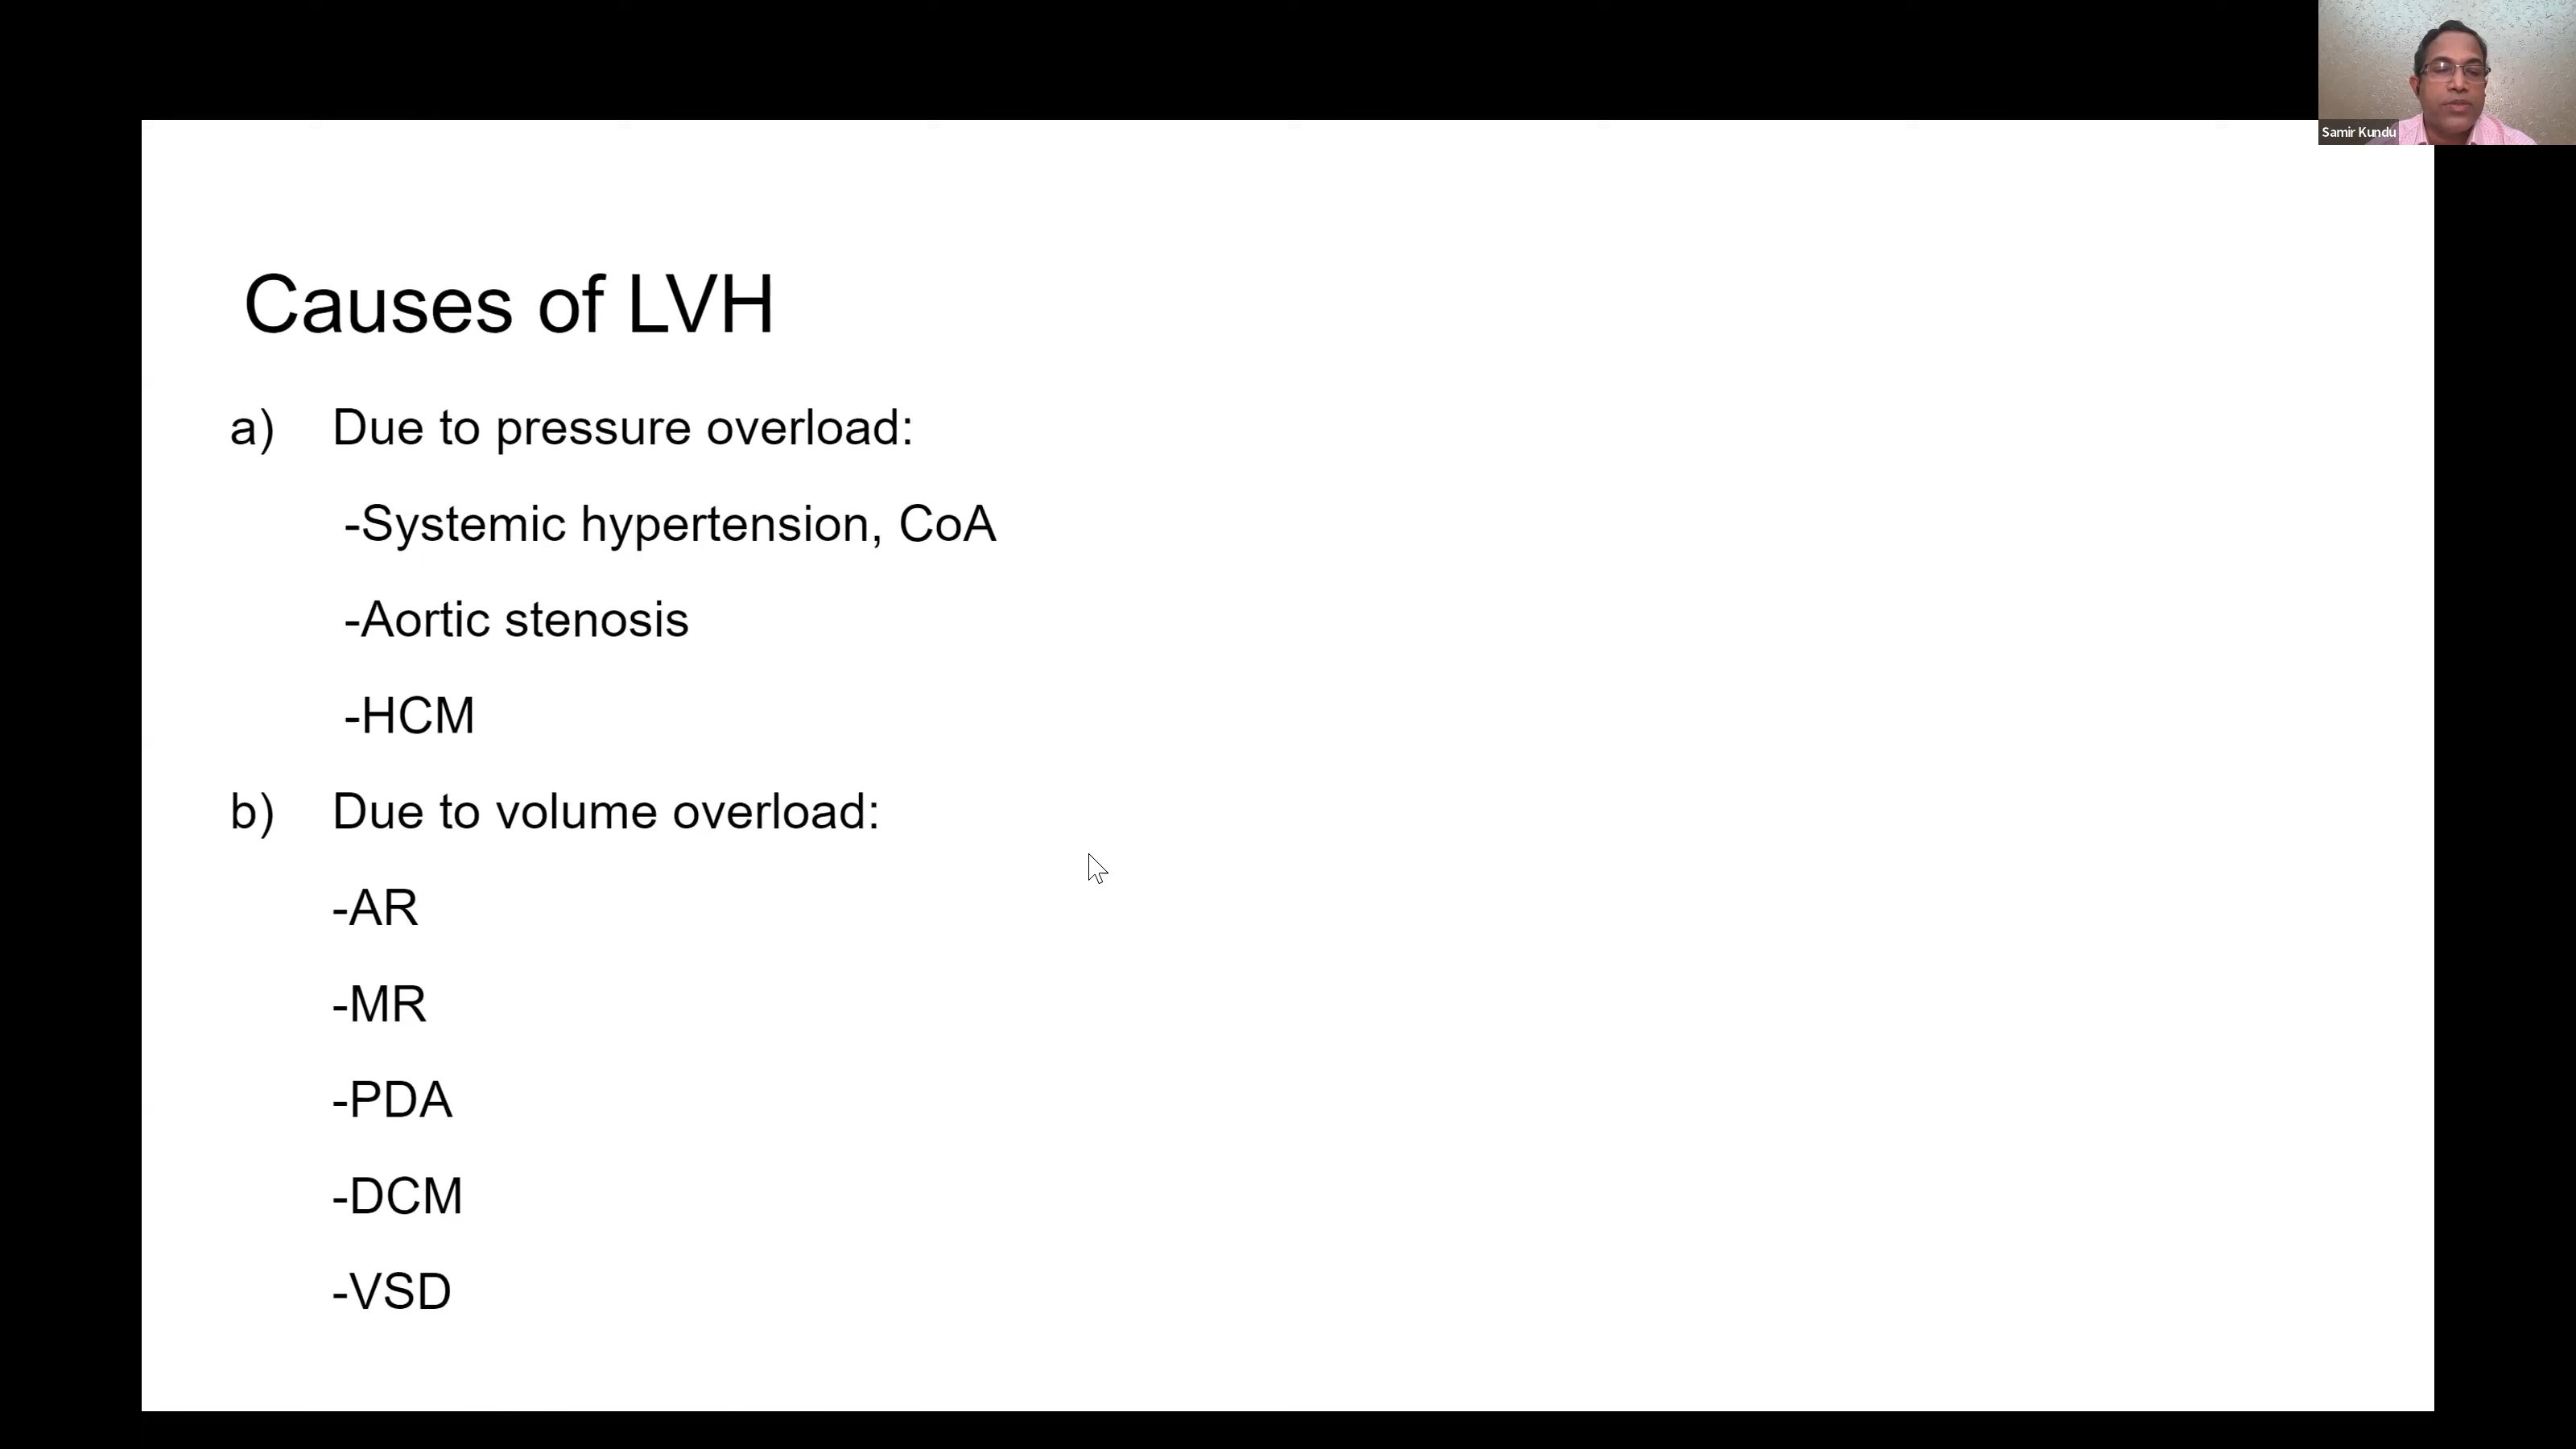 Samir Kundu
Causes of LVH
a) Due to pressure overload:
-Systemic hypertension, CoA
-Aortic stenosis
-HCM
b) Due to volume overload:
-AR
-MR
-PDA
-DCM
-VSD